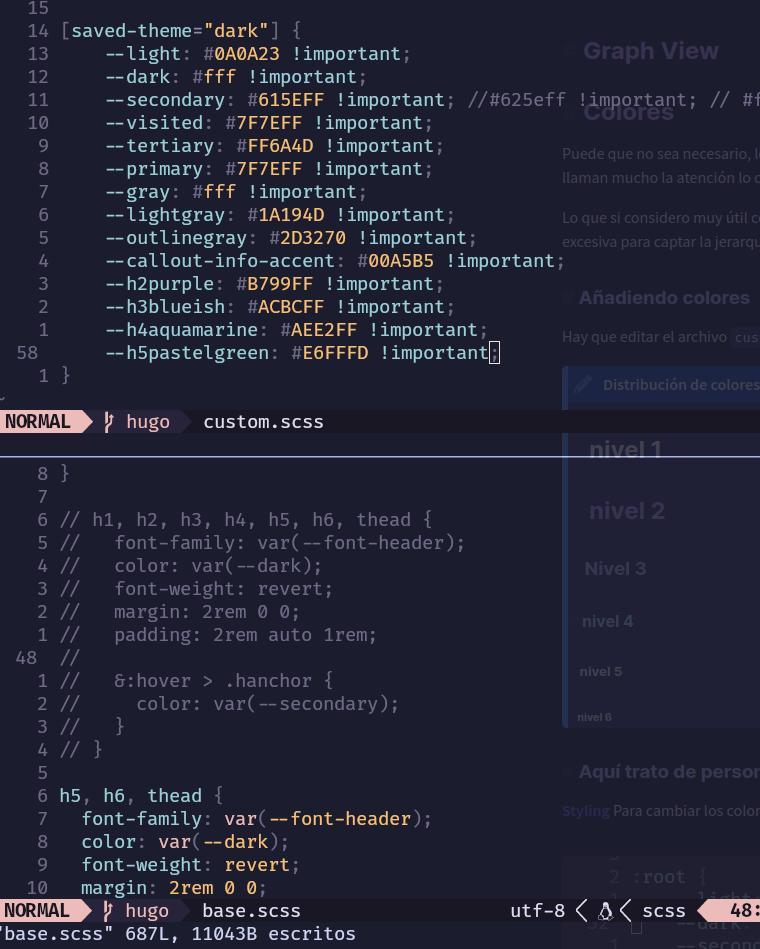 15
14 [saved-theme="dark"] {
13     --light: #0A0A23 !important;
12     --dark: #fff !important;
11     --secondary: #615EFF !important; //#625eff !important; // #f
10     --visited: #7F7EFF !important;
9     --tertiary: #FF6A4D !important;
8     --primary: #7F7EFF !important;
7     --gray: #fff !important;
6     --lightgray: #1A194D !important;
5     --outlinegray: #2D3270 !important;
4     --callout-info-accent: #00A5B5 !important;
3     --h2purple: #B799FF !important;
2     --h3blueish: #ACBCFF !important;
1     --h4aquamarine: #AEE2FF !important;
58     --h5pastelgreen: #E6FFFD !important;
1 }
~
NORMAL hugo custom.scss
8 }
7
6 // h1, h2, h3, h4, h5, h6, thead {
5 //   font-family: var(--font-header);
4 //   color: var(--dark);
3 //   font-weight: revert;
2 //   margin: 2rem 0 0;
1 //   padding: 2rem auto 1rem;
48 //
1 //   &:hover > .hanchor {
2 //     color: var(--secondary);
3 //   }
4 // }
5
6 h5, h6, thead {
7   font-family: var(--font-header);
8   color: var(--dark);
9   font-weight: revert;
10   margin: 2rem 0 0;
NORMAL hugo base.scss utf-8 scss 48:
"base.scss" 687L, 11043B escritos
Graph View
Colores
Puede que no sea necesario,
llaman mucho la atención lo
Lo que si considero muy útil
excesiva para captar la
Añadiendo colores
Hay que editar el archivo cus
Distribución de colores
nivel 1
nivel 2
Nivel 3
nivel 4
nivel 5
nivel 6
Aquí trato de person
Styling Para cambiar los color
2 :root {
1 --light
--dark:
1 --secon